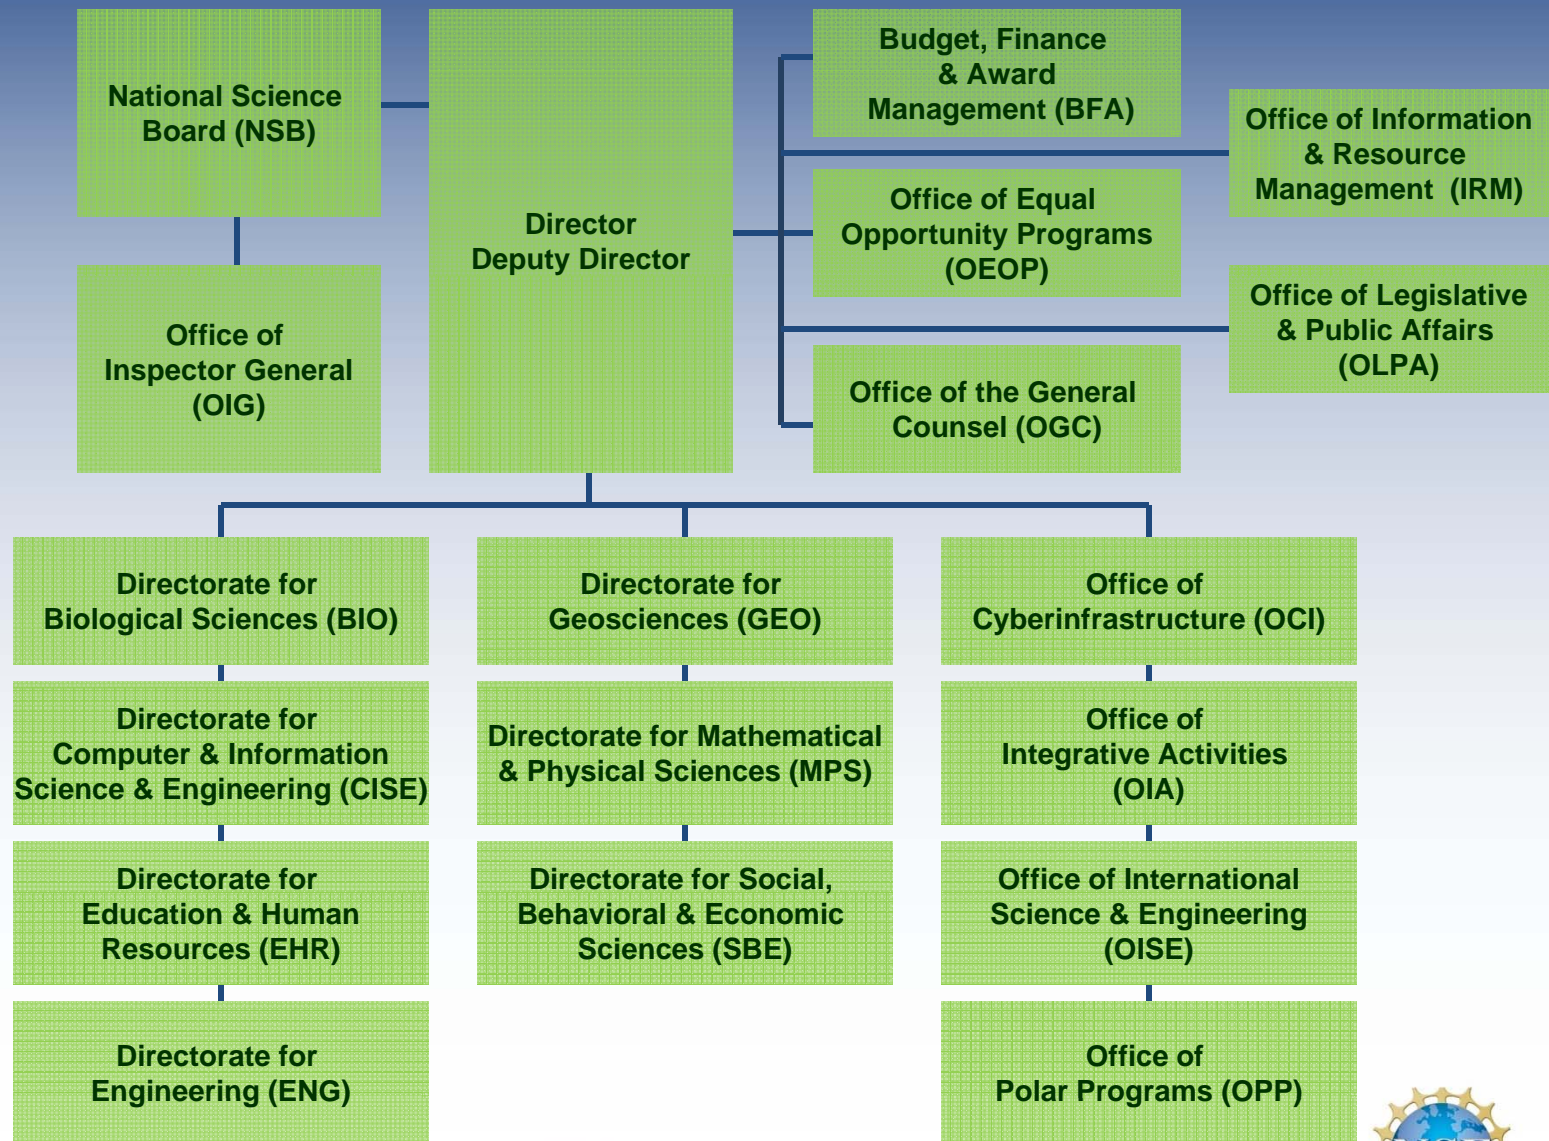 National Science
Board (NSB)
Director
Deputy Director
Office of
Inspector General
(OIG)
Budget, Finance
& Award
Management (BFA)
Office of Information
& Resource
Management (IRM)
Office of Equal
Opportunity Programs
(OEOP)
Office of Legislative
& Public Affairs
(OLPA)
Office of the General
Counsel (OGC)
Directorate for
Biological Sciences (BIO)
Directorate for
Computer & Information
Science & Engineering (CISE)
Directorate for
Education & Human
Resources (EHR)
Directorate for
Engineering (ENG)
Directorate for
Geosciences (GEO)
Directorate for Mathematical
& Physical Sciences (MPS)
Directorate for Social,
Behavioral & Economic
Sciences (SBE)
Office of
Cyberinfrastructure (OCI)
Office of
Integrative Activities
(OIA)
Office of International
Science & Engineering
(OISE)
Office of
Polar Programs (OPP)